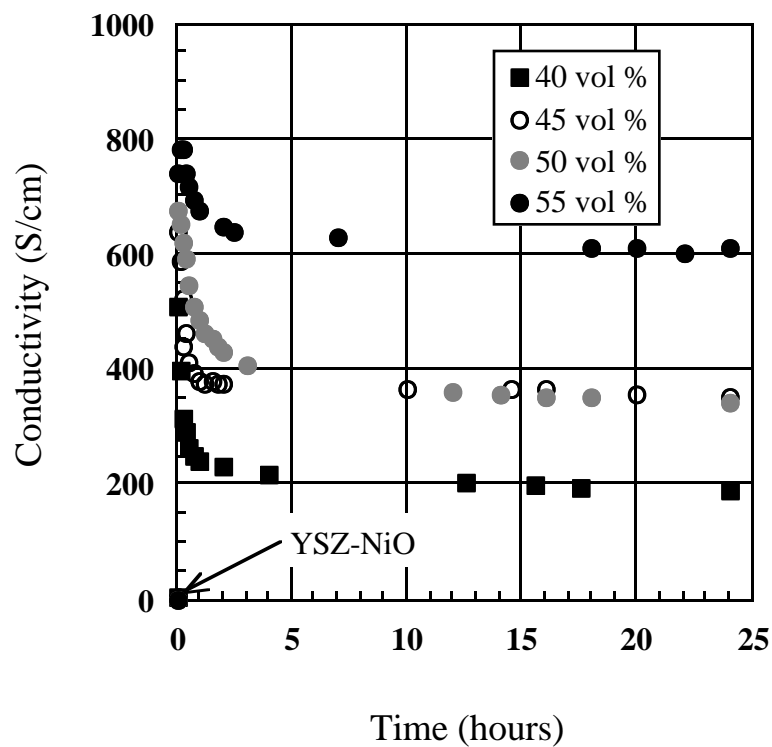 1000
800
600
400
200
0
Conductivity (S/cm)
40 vol %
45 vol %
50 vol %
55 vol %
YSZ-NiO
0 5 10 15 20 25
Time (hours)